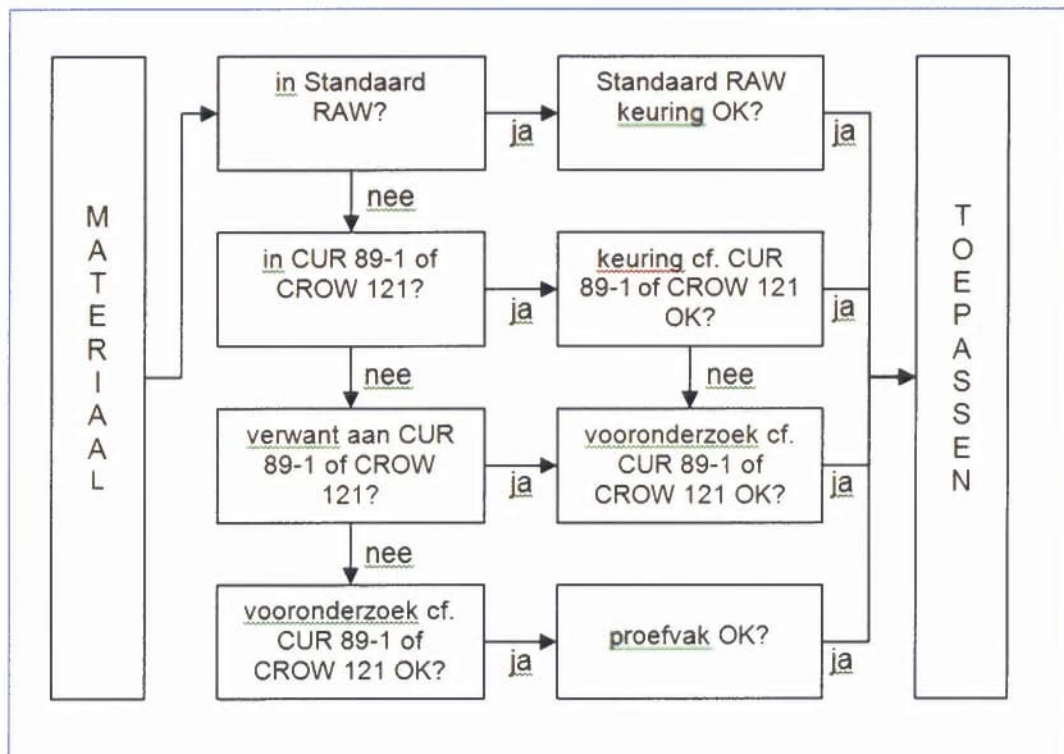 MATERIAAL
in Standaard
RAW?
ja
Standaard RAW
keuring OK?
ja
nee
in CUR 89-1 of
CROW 121?
ja
keuring cf. CUR
89-1 of CROW 121
OK?
ja
nee
nee
verwant aan CUR
89-1 of CROW
121?
ja
vooronderzoek cf.
CUR 89-1 of
CROW 121 OK?
ja
nee
vooronderzoek cf.
CUR 89-1 of
CROW 121 OK?
ja
proefvak OK?
ja
TOEPASSEN